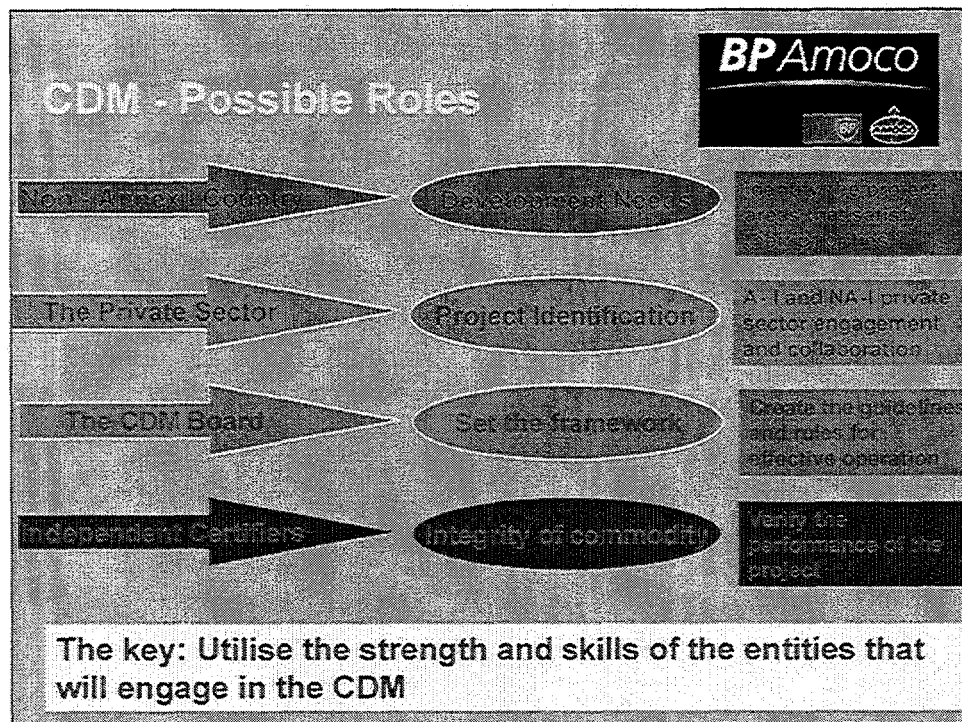 BP Amoco
BP
CDM - Possible Roles
Non - Annex I Country
Development Needs
The Private Sector
Project Identification
A - I and NA-I private
sector engagement
and collaboration
The CDM Board
Set the framework
Create the guidelines
and rules for
effective operation
Independent Certifiers
Integrity of commodity
Verify the
performance of the
project
The key: Utilise the strength and skills of the entities that
will engage in the CDM